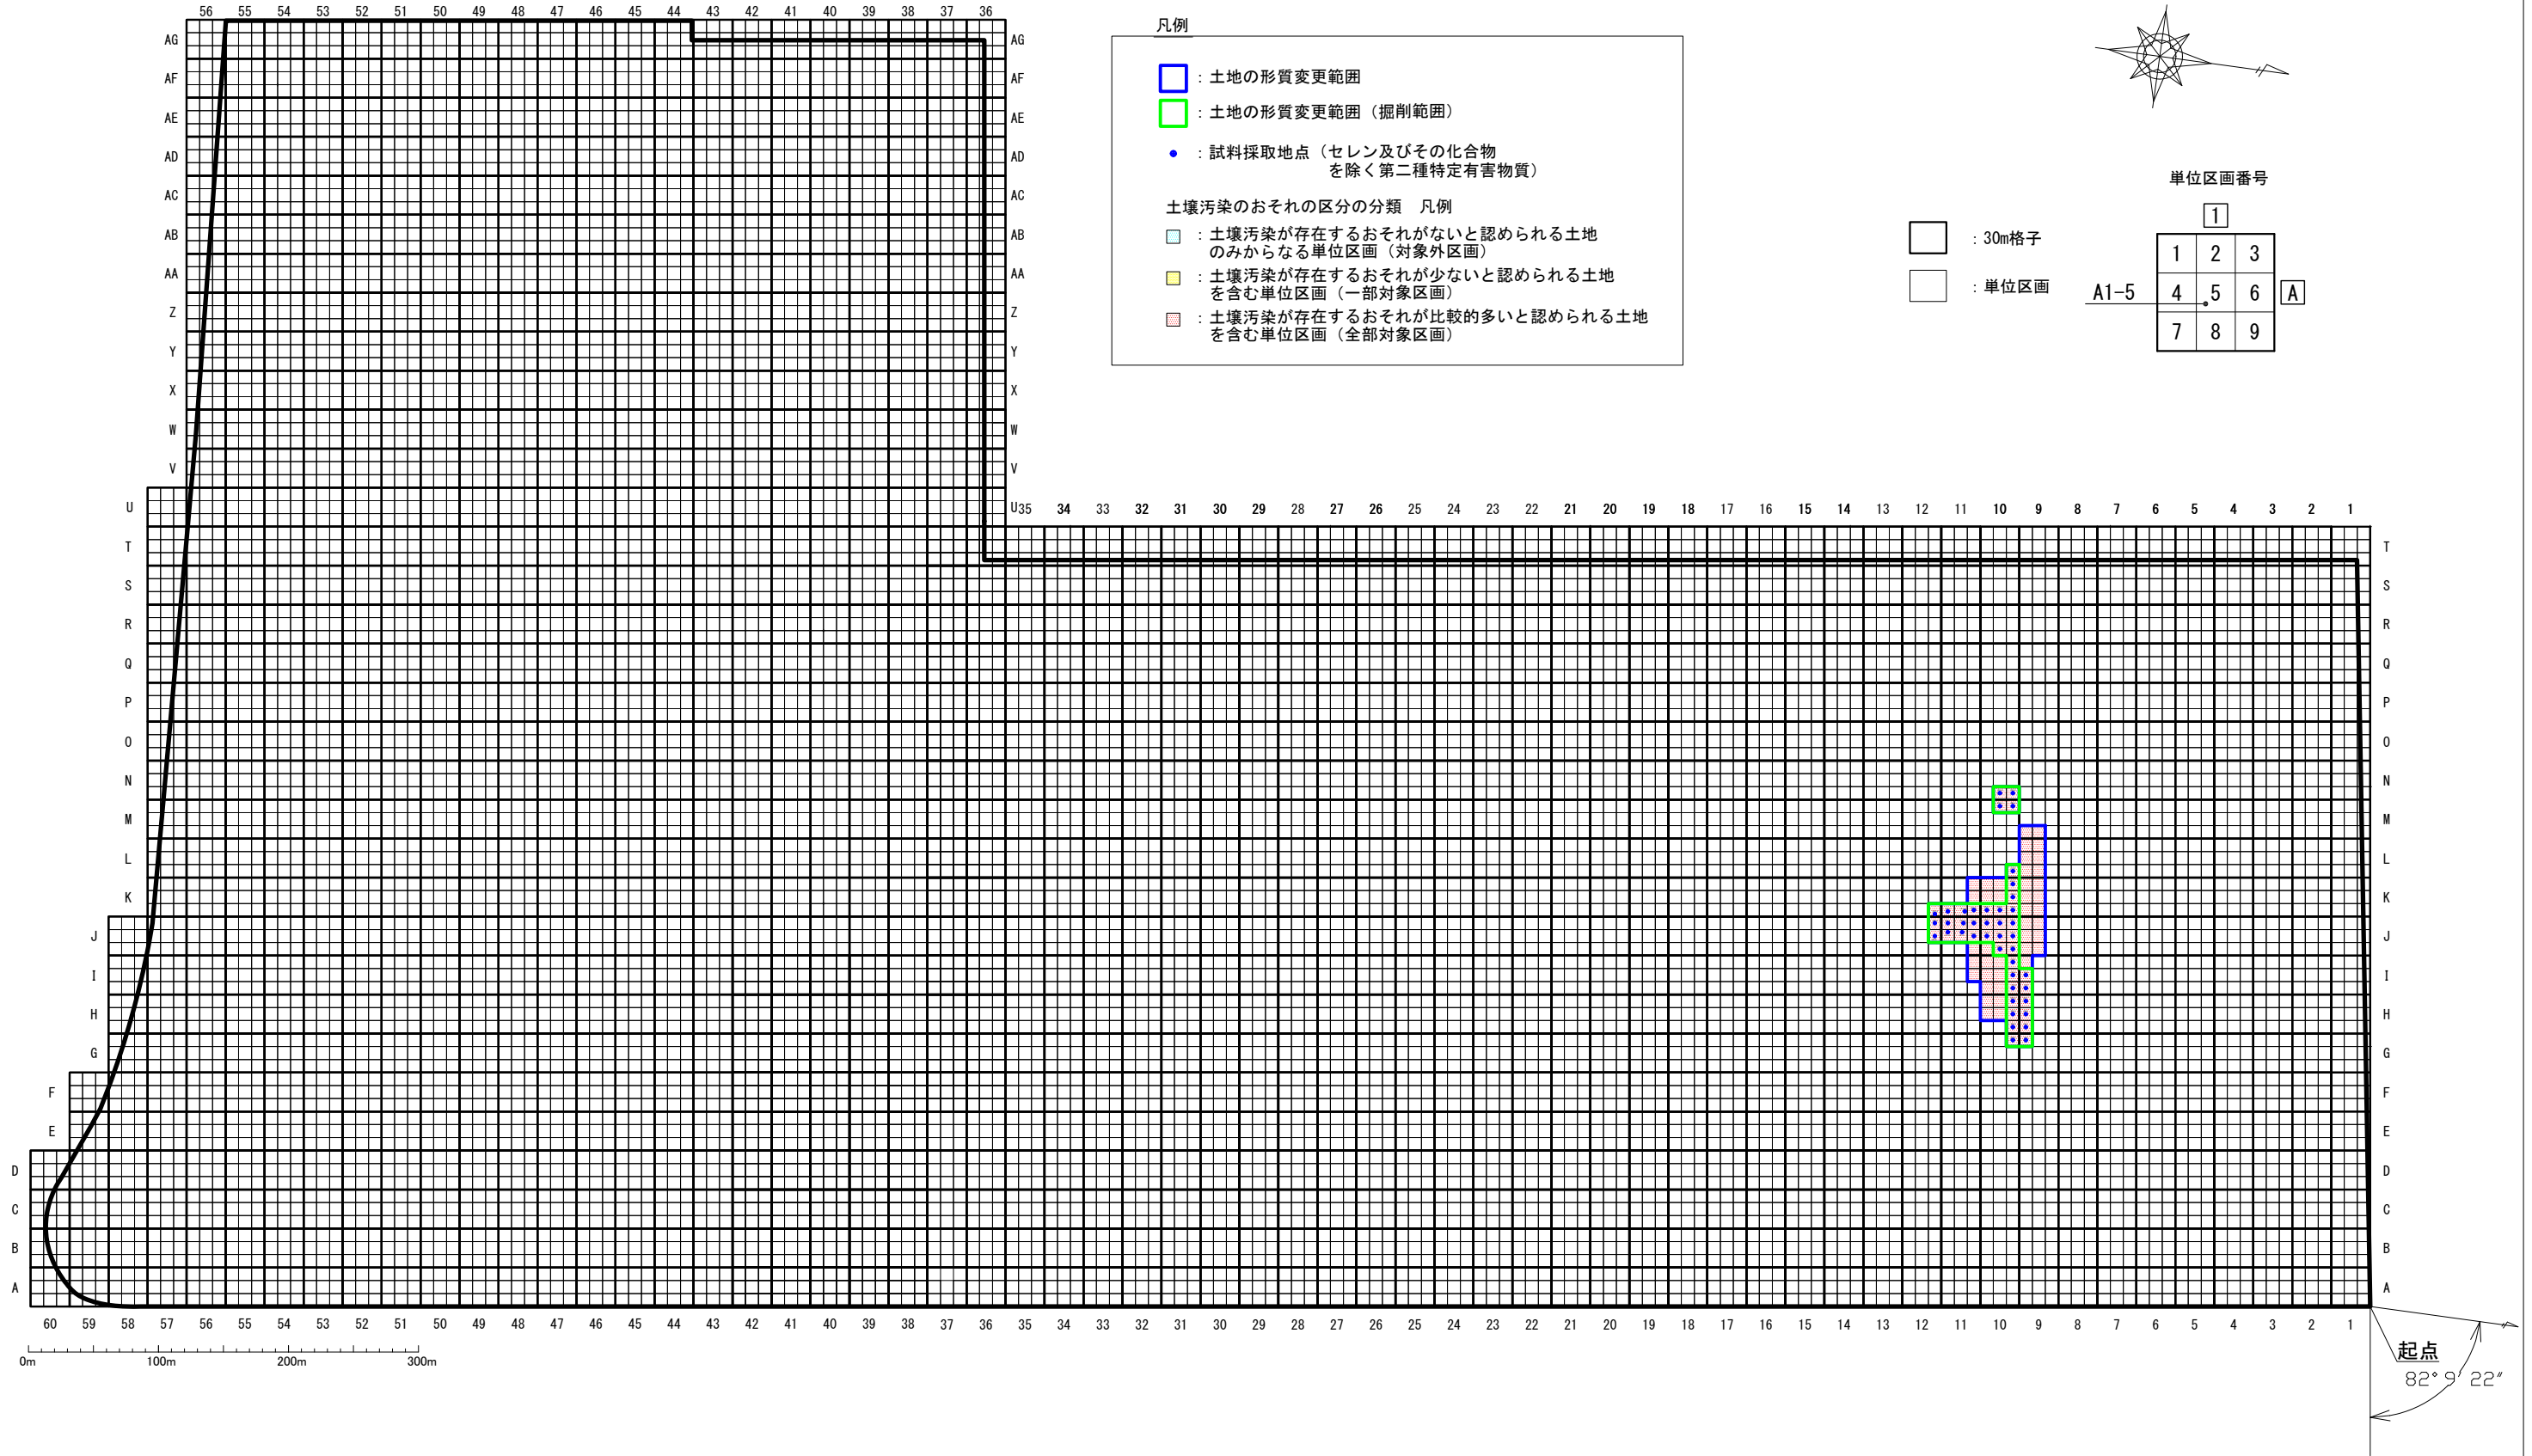 56 55 54 53 52 51 50 49 48 47 46 45 44 43 42 41 40 39 38 37 36
AG AG
AF AF
AE AE
AD AD
AC AC
AB AB
AA AA
Z Z
Y Y
X X
W W
V V
U U
凡例
：土地の形質変更範囲
：土地の形質変更範囲（掘削範囲）
：試料採取地点（セレン及びその化合物
を除く第二種特定有害物質）
土壌汚染のおそれの区分の分類　凡例
：土壌汚染が存在するおそれがないと認められる土地
のみからなる単位区画（対象外区画）
：土壌汚染が存在するおそれが少ないと認められる土地
を含む単位区画（一部対象区画）
：土壌汚染が存在するおそれが比較的多いと認められる土地
を含む単位区画（全部対象区画）
：30m格子
：単位区画
単位区画番号
1
1 2 3
A1-5 4 5 6 A
7 8 9
35 34 33 32 31 30 29 28 27 26 25 24 23 22 21 20 19 18 17 16 15 14 13 12 11 10 9 8 7 6 5 4 3 2 1
T T
S S
R R
Q Q
P P
O O
N N
M M
L L
K K
J J
I I
H H
G G
F F
E E
D D
C C
B B
A A
60 59 58 57 56 55 54 53 52 51 50 49 48 47 46 45 44 43 42 41 40 39 38 37 36 35 34 33 32 31 30 29 28 27 26 25 24 23 22 21 20 19 18 17 16 15 14 13 12 11 10 9 8 7 6 5 4 3 2 1
0m 100m 200m 300m
起点
82°9′22″